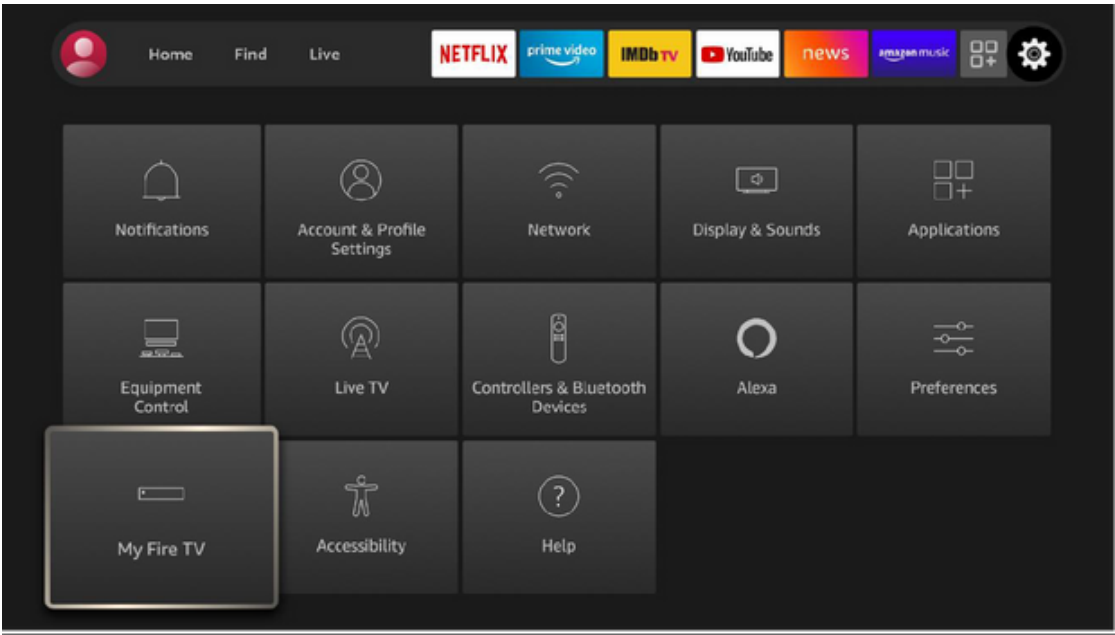 Home Find Live NETFLIX prime video IMDb TV YouTube news amazon music
Notifications
Account & Profile
Settings
Network
Display & Sounds
Applications
Equipment
Control
Live TV
Controllers & Bluetooth
Devices
Alexa
Preferences
My Fire TV
Accessibility
? 
Help